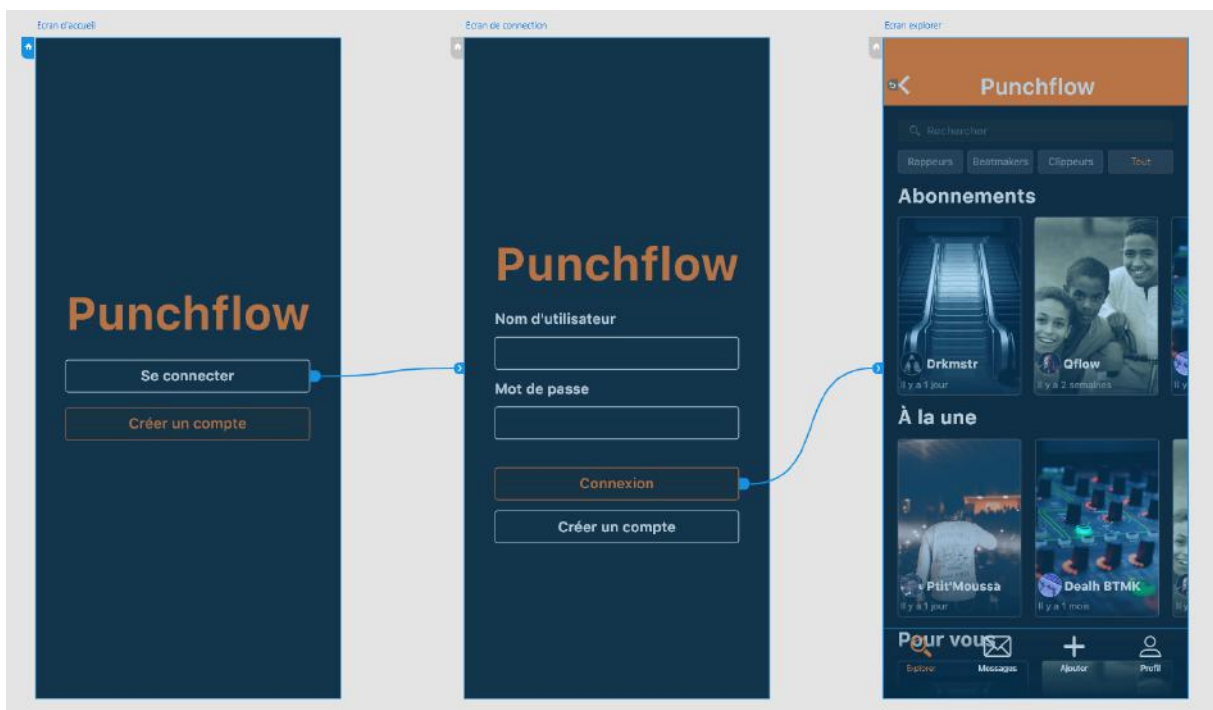 Ecran d'accueil
Punchflow
Se connecter
Créer un compte
Ecran de connection
Punchflow
Nom d'utilisateur
Mot de passe
Connexion
Créer un compte
Ecran explorer
Punchflow
Rechercher
Rappeurs Beatmakers Clippeurs Tout
Abonnements
Drkmstr
Il y a 1 jour
Qflow
Il y a 2 semaines
Il y
À la une
Ptit'Moussa
Il y a 1 jour
Dealh BTMK
Il y a 1 mois
Il y
Pour vous
Explorer Messages Ajouter Profil